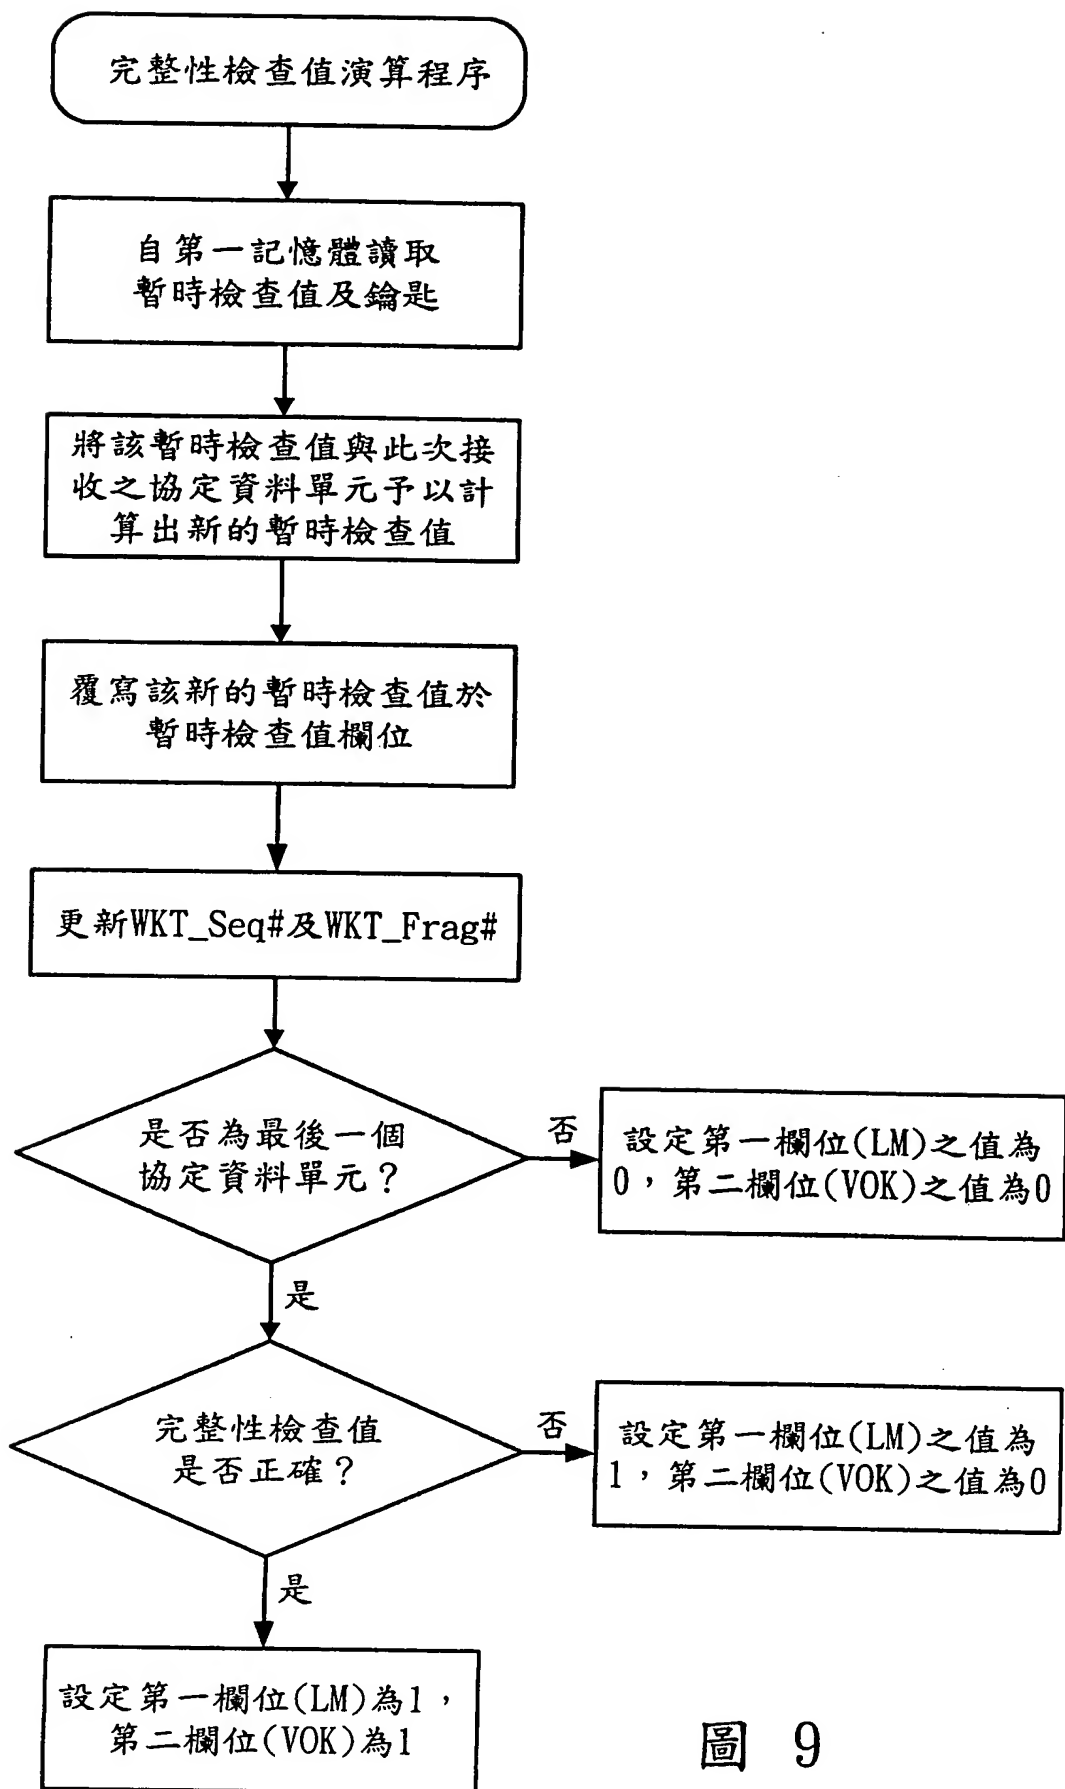 完整性檢查值演算程序
自第一記憶體讀取
暫時檢查值及鑰匙
將該暫時檢查值與此次接
收之協定資料單元予以計
算出新的暫時檢查值
覆寫該新的暫時檢查值於
暫時檢查值欄位
更新WKT_Seq#及WKT_Frag#
是否為最後一個
協定資料單元？
否
設定第一欄位(LM)之值為
0，第二欄位(VOK)之值為0
是
完整性檢查值
是否正確？
否
設定第一欄位(LM)之值為
1，第二欄位(VOK)之值為0
是
設定第一欄位(LM)為1，
第二欄位(VOK)為1
圖 9